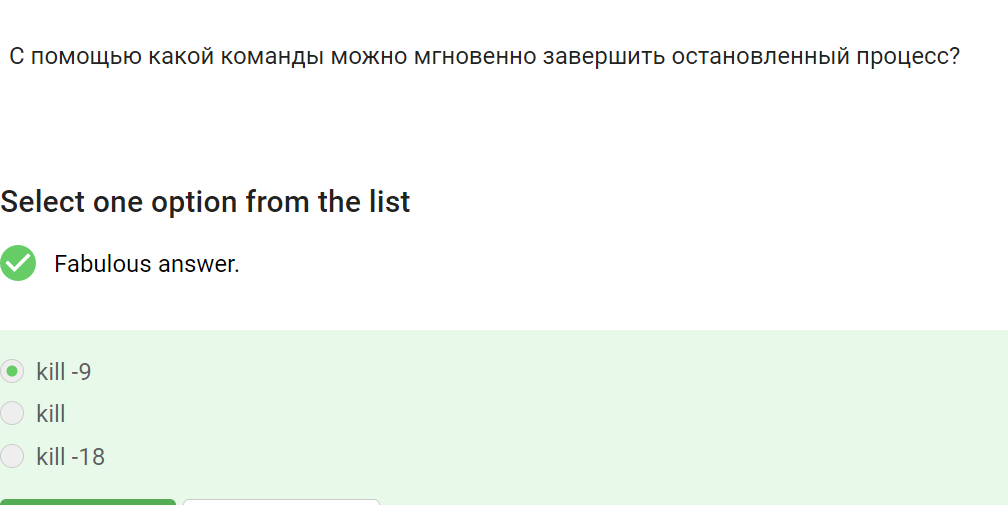 С помощью какой команды можно мгновенно завершить остановленный процесс?
Select one option from the list
Fabulous answer.
kill -9
kill
kill -18